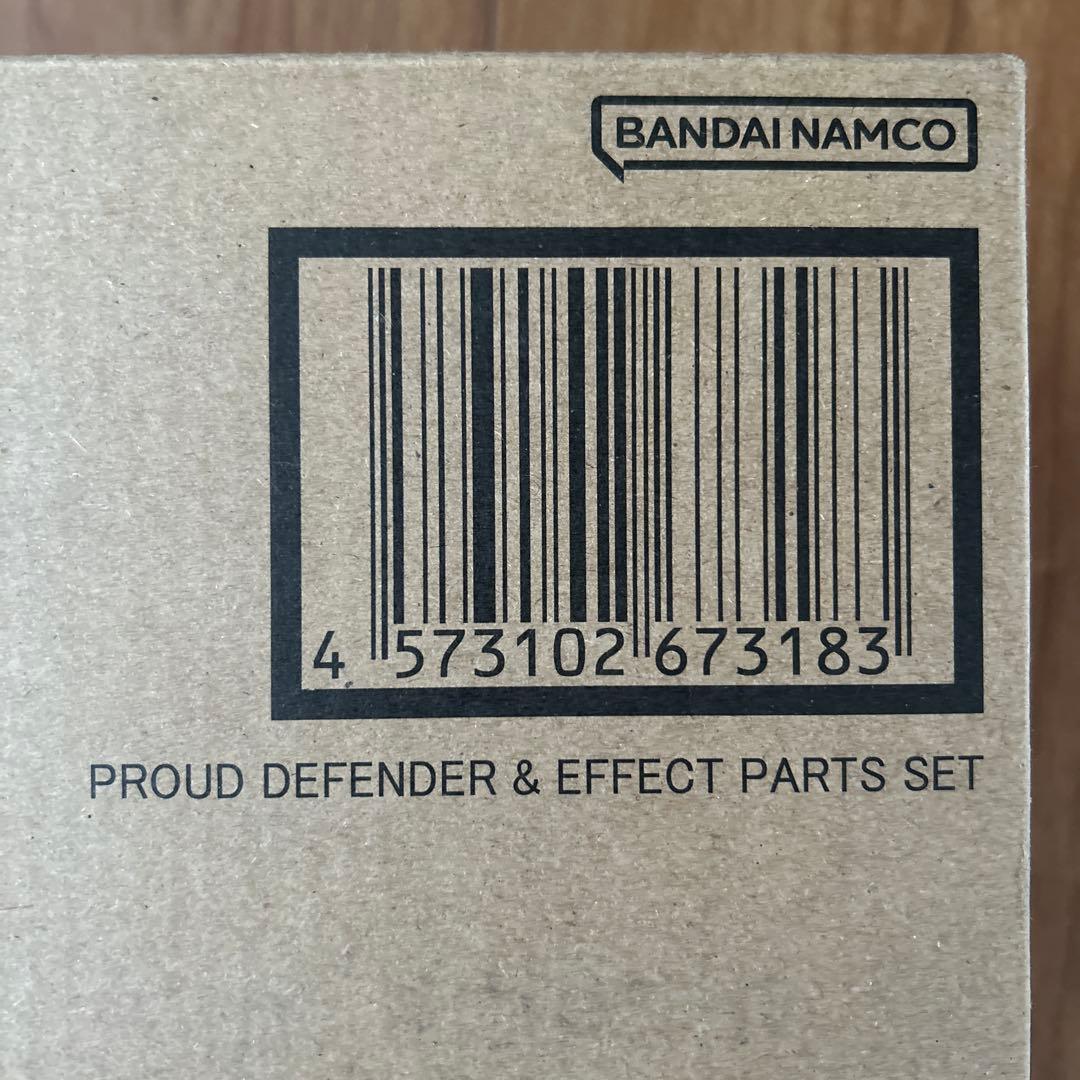 BANDAI NAMCO
4 573102 673183
PROUD DEFENDER & EFFECT PARTS SET